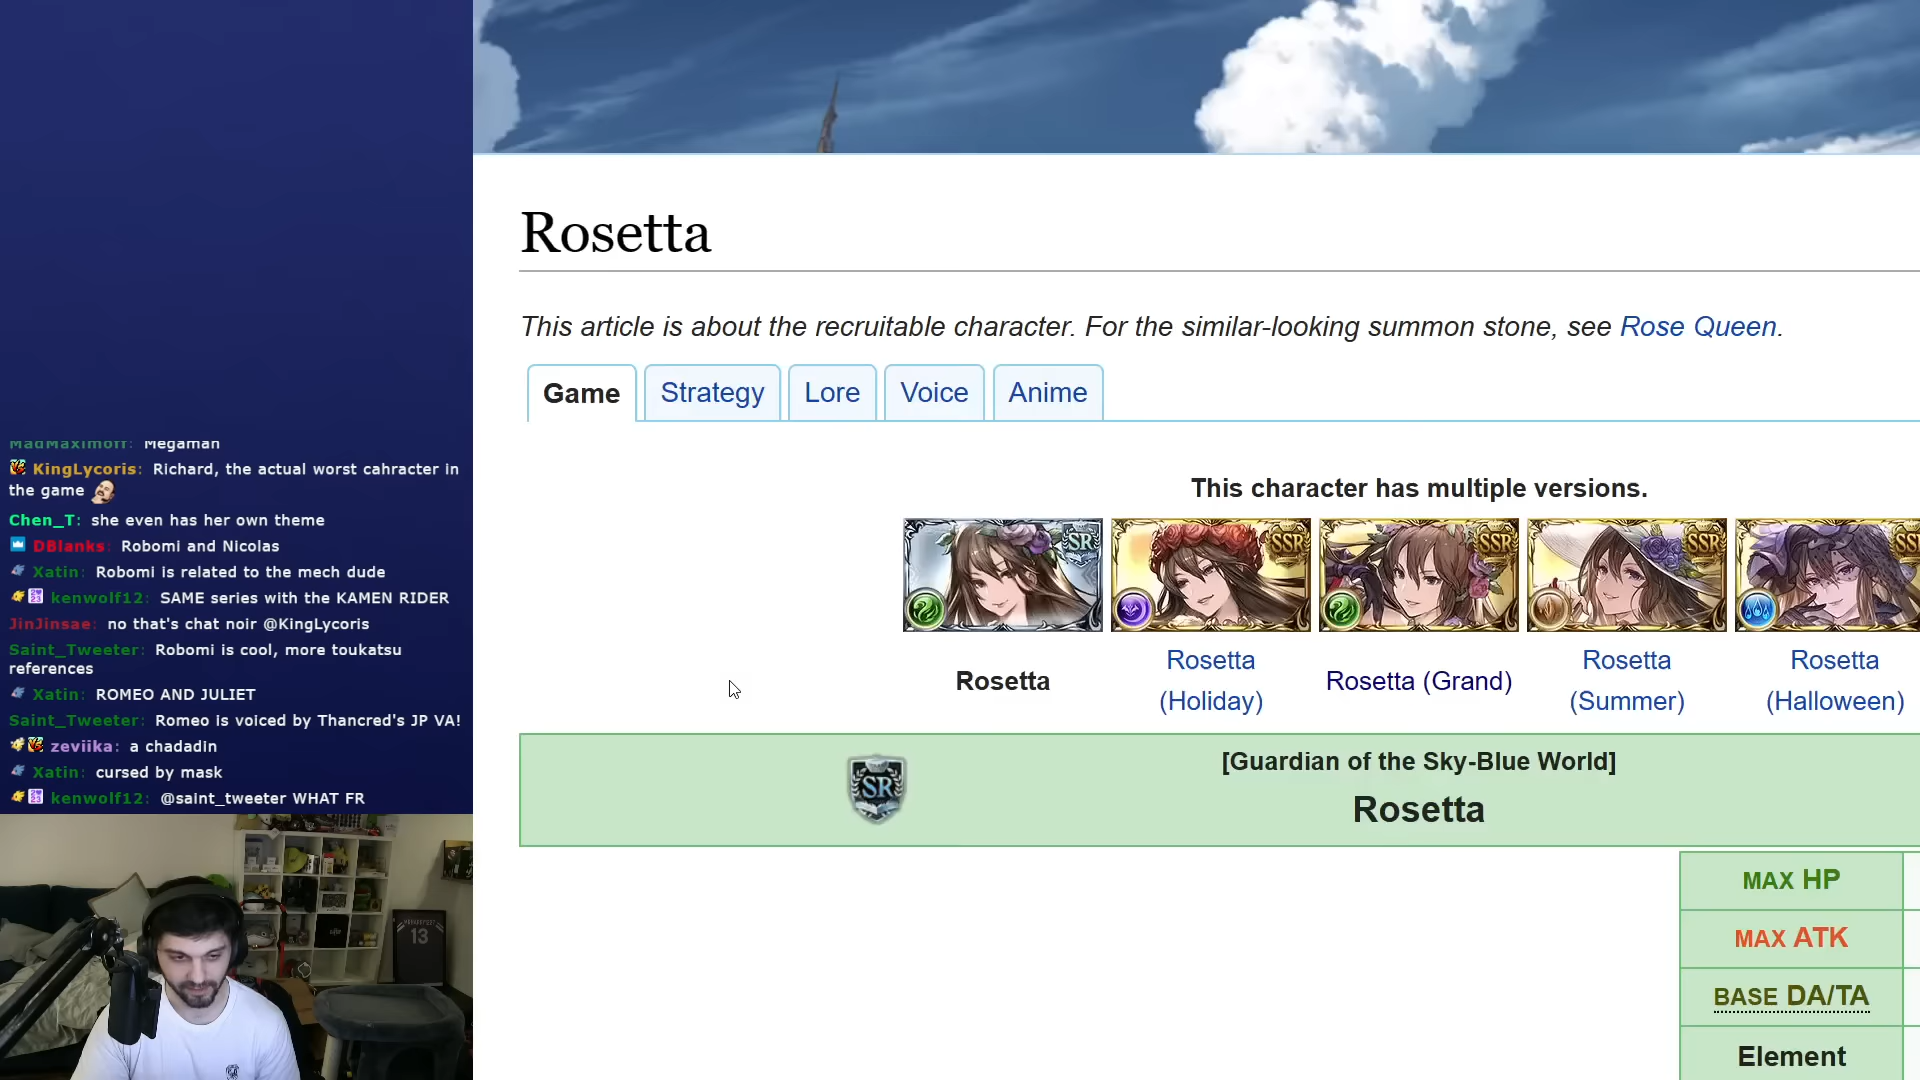 MadMaximoff: Megaman
KingLycoris: Richard, the actual worst cahracter in
the game
Chen_T: she even has her own theme
DBlanks: Robomi and Nicolas
Xatin: Robomi is related to the mech dude
kenwolf12: SAME series with the KAMEN RIDER
JinJinsae: no that's chat noir @KingLycoris
Saint_Tweeter: Robomi is cool, more toukatsu
references
Xatin: ROMEO AND JULIET
Saint_Tweeter: Romeo is voiced by Thancred's JP VA!
zeviika: a chadadin
Xatin: cursed by mask
kenwolf12: @saint_tweeter WHAT FR
13
Rosetta
This article is about the recruitable character. For the similar-looking summon stone, see Rose Queen.
Game Strategy Lore Voice Anime
This character has multiple versions.
SR SSR SSR SSR SS
Rosetta
Rosetta
(Holiday)
Rosetta (Grand)
Rosetta
(Summer)
Rosetta
(Halloween)
SR
[Guardian of the Sky-Blue World]
Rosetta
MAX HP
MAX ATK
BASE DA/TA
Element